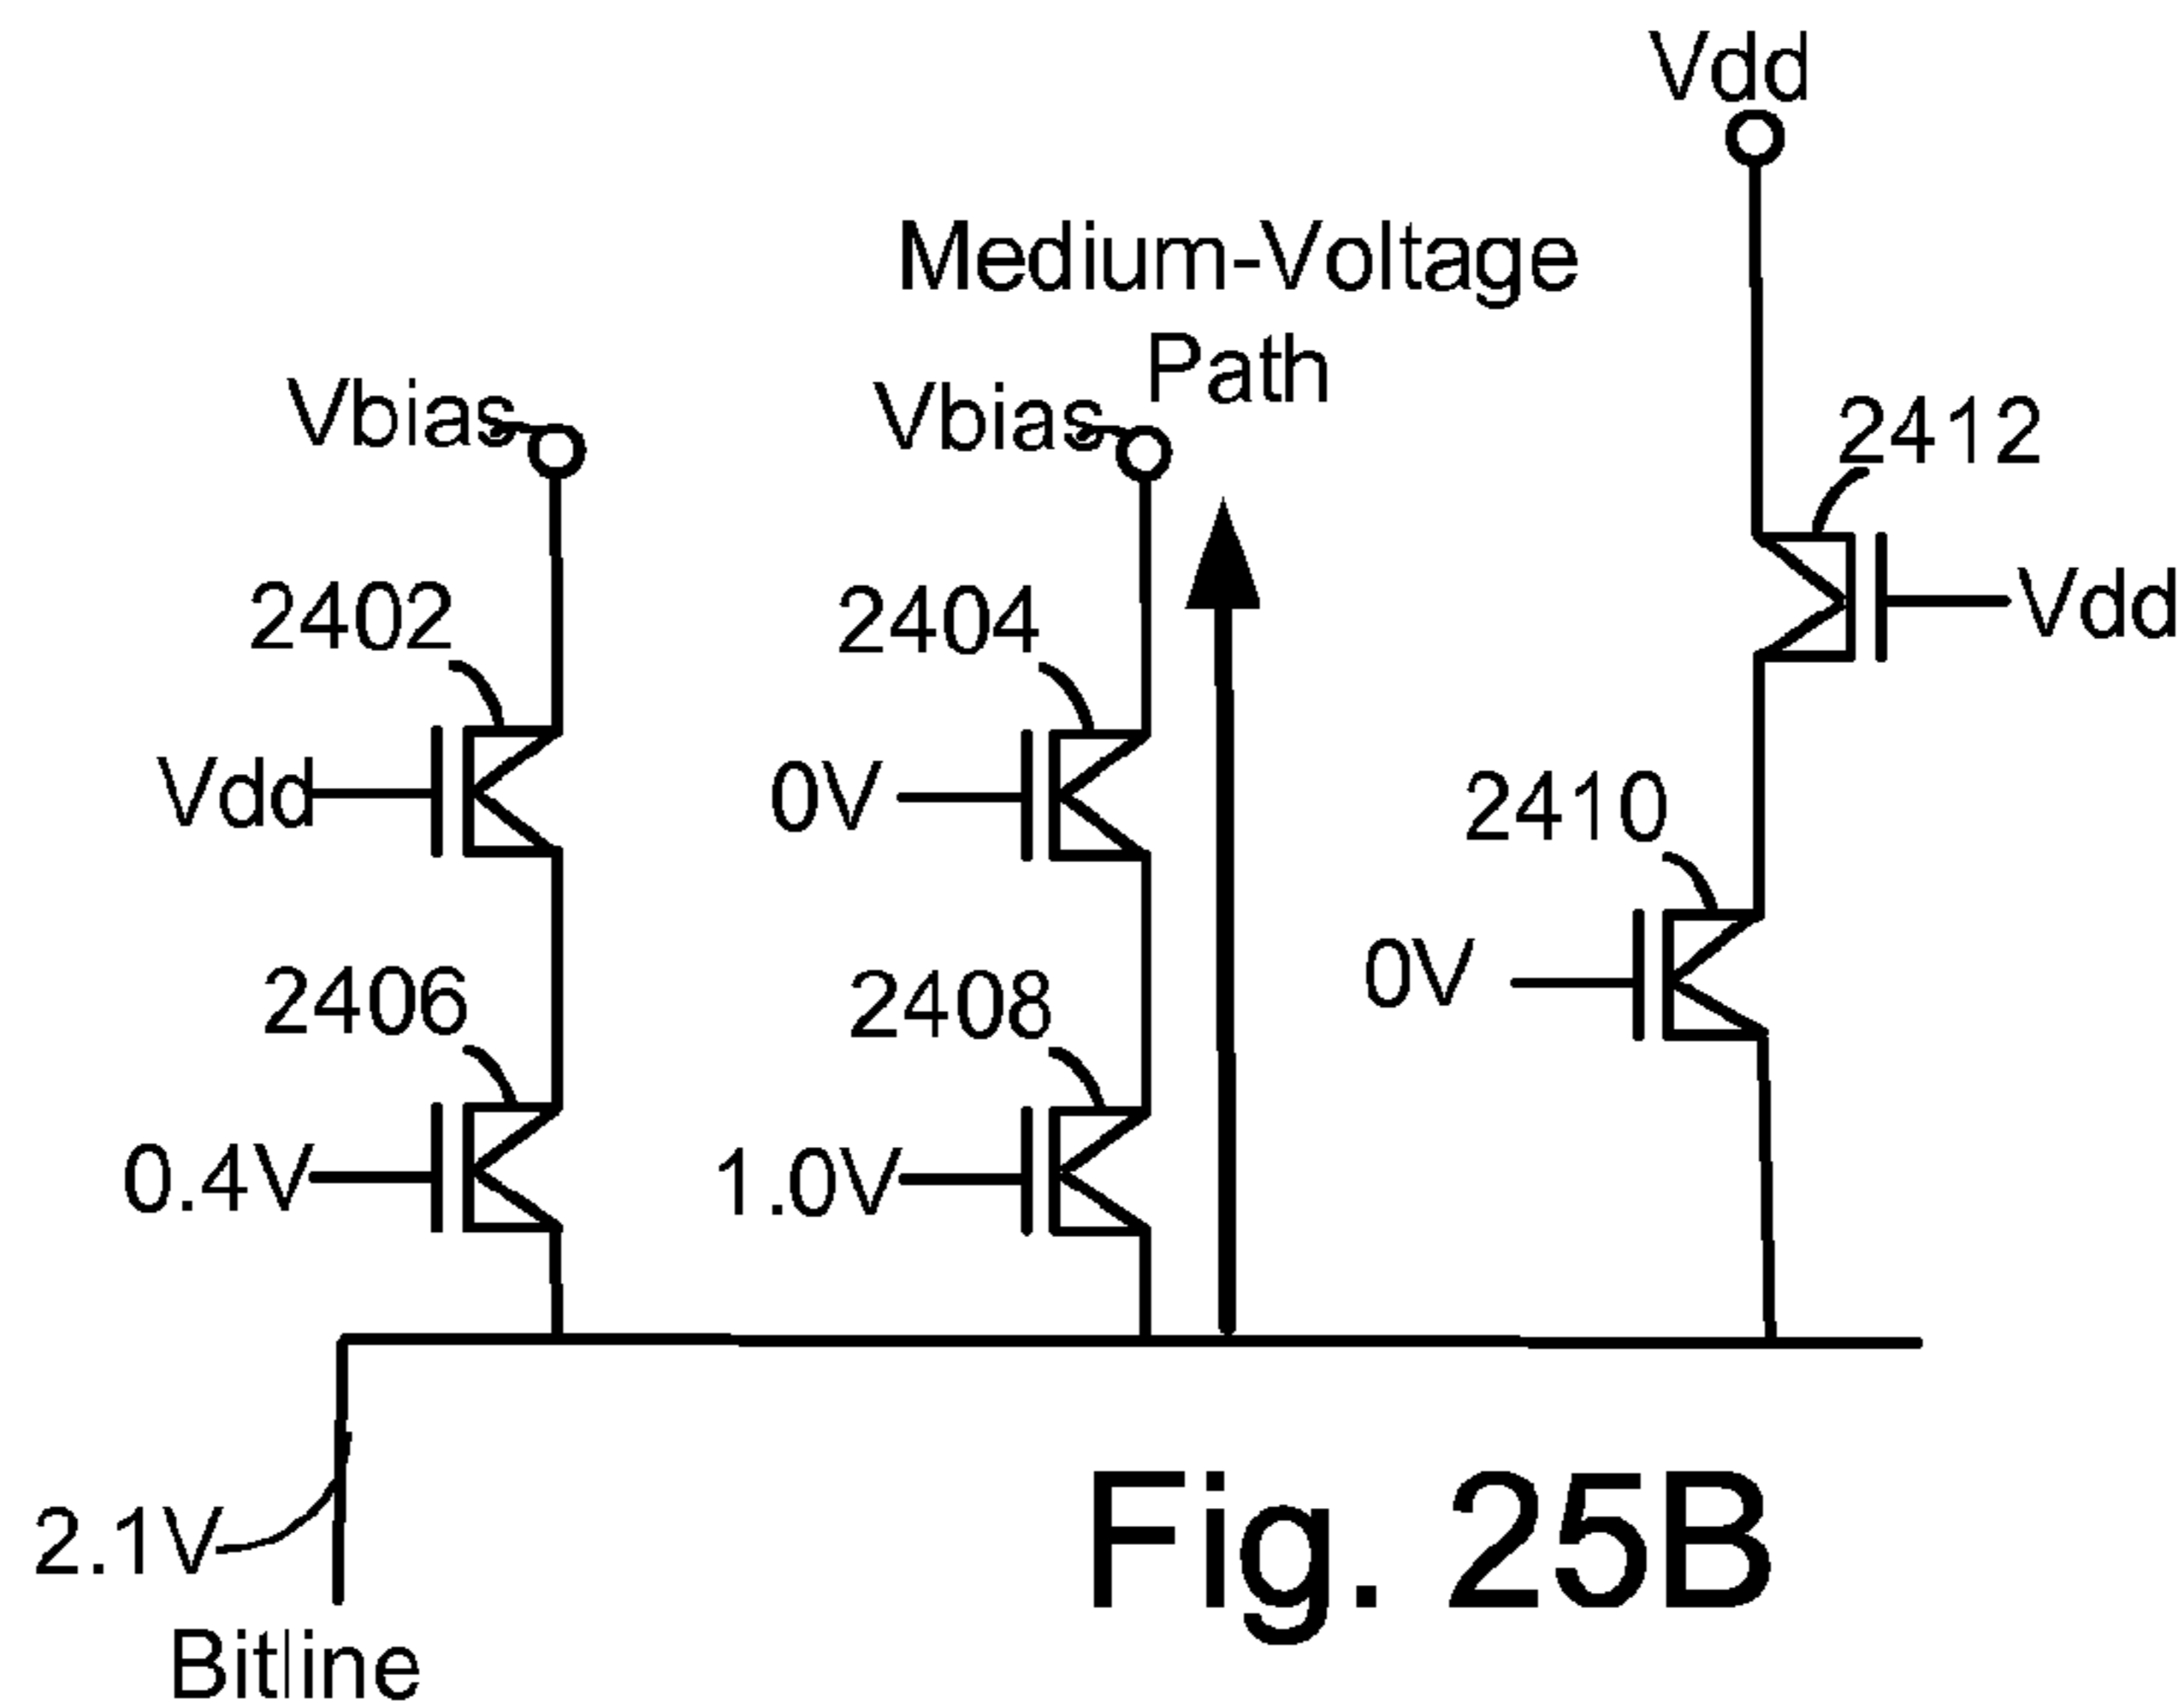 Vdd
Medium-Voltage
Path
Vbias
Vbias
2412
2402
2404
Vdd
Vdd
0V
2410
2406
2408
0V
0.4V
1.0V
2.1V
Bitline
Fig. 25B